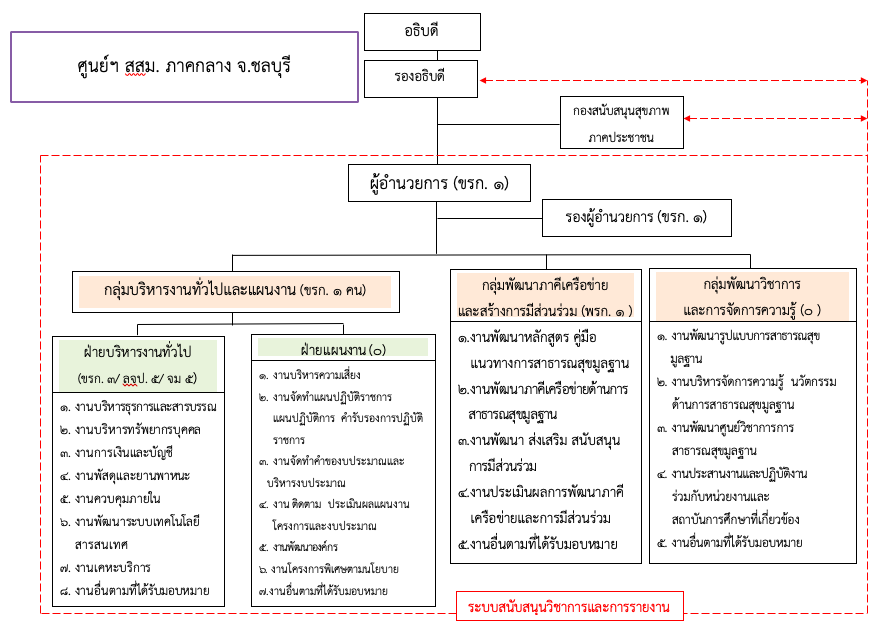 อธิบดี
ศูนย์ฯ สสม. ภาคกลาง จ.ชลบุรี
รองอธิบดี
กองสนับสนุนสุขภาพ
ภาคประชาชน
ผู้อำนวยการ (ขรก. ๑)
รองผู้อำนวยการ (ขรก. ๑)
กลุ่มบริหารงานทั่วไปและแผนงาน (ขรก. ๑ คน)
ฝ่ายบริหารงานทั่วไป
(ขรก. ๓/ ลจป. ๕/ จม ๕)
๑. งานบริหารธุรการและสารบรรณ
๒. งานบริหารทรัพยากรบุคคล
๓. งานการเงินและบัญชี
๔. งานพัสดุและยานพาหนะ
๕. งานควบคุมภายใน
๖. งานพัฒนาระบบเทคโนโลยี
สารสนเทศ
๗. งานเคหะบริการ
๘. งานอื่นตามที่ได้รับมอบหมาย
ฝ่ายแผนงาน (๐)
๑. งานบริหารความเสี่ยง
๒. งานจัดทำแผนปฏิบัติราชการ
แผนปฏิบัติการ คำรับรองการปฏิบัติ
ราชการ
๓. งานจัดทำคำของบประมาณและ
บริหารงบประมาณ
๔. งาน ติดตาม ประเมินผลแผนงาน
โครงการและงบประมาณ
๕. งานพัฒนาองค์กร
๖. งานโครงการพิเศษตามนโยบาย
๗.งานอื่นตามที่ได้รับมอบหมาย
กลุ่มพัฒนาภาคีเครือข่าย
และสร้างการมีส่วนร่วม (พรก. ๑ )
๑.งานพัฒนาหลักสูตร คู่มือ
แนวทางการสาธารณสุขมูลฐาน
๒.งานพัฒนาภาคีเครือข่ายด้านการ
สาธารณสุขมูลฐาน
๓.งานพัฒนา ส่งเสริม สนับสนุน
การมีส่วนร่วม
๔.งานประเมินผลการพัฒนาภาคี
เครือข่ายและการมีส่วนร่วม
๕.งานอื่นตามที่ได้รับมอบหมาย
กลุ่มพัฒนาวิชาการ
และการจัดการความรู้ (๐ )
๑. งานพัฒนารูปแบบการสาธารณสุข
มูลฐาน
๒. งานบริหารจัดการความรู้ นวัตกรรม
ด้านการสาธารณสุขมูลฐาน
๓. งานพัฒนาศูนย์วิชาการการ
สาธารณสุขมูลฐาน
๔. งานประสานงานและปฏิบัติงาน
ร่วมกับหน่วยงานและ
สถาบันการศึกษาที่เกี่ยวข้อง
๕. งานอื่นตามที่ได้รับมอบหมาย
ระบบสนับสนุนวิชาการและการรายงาน